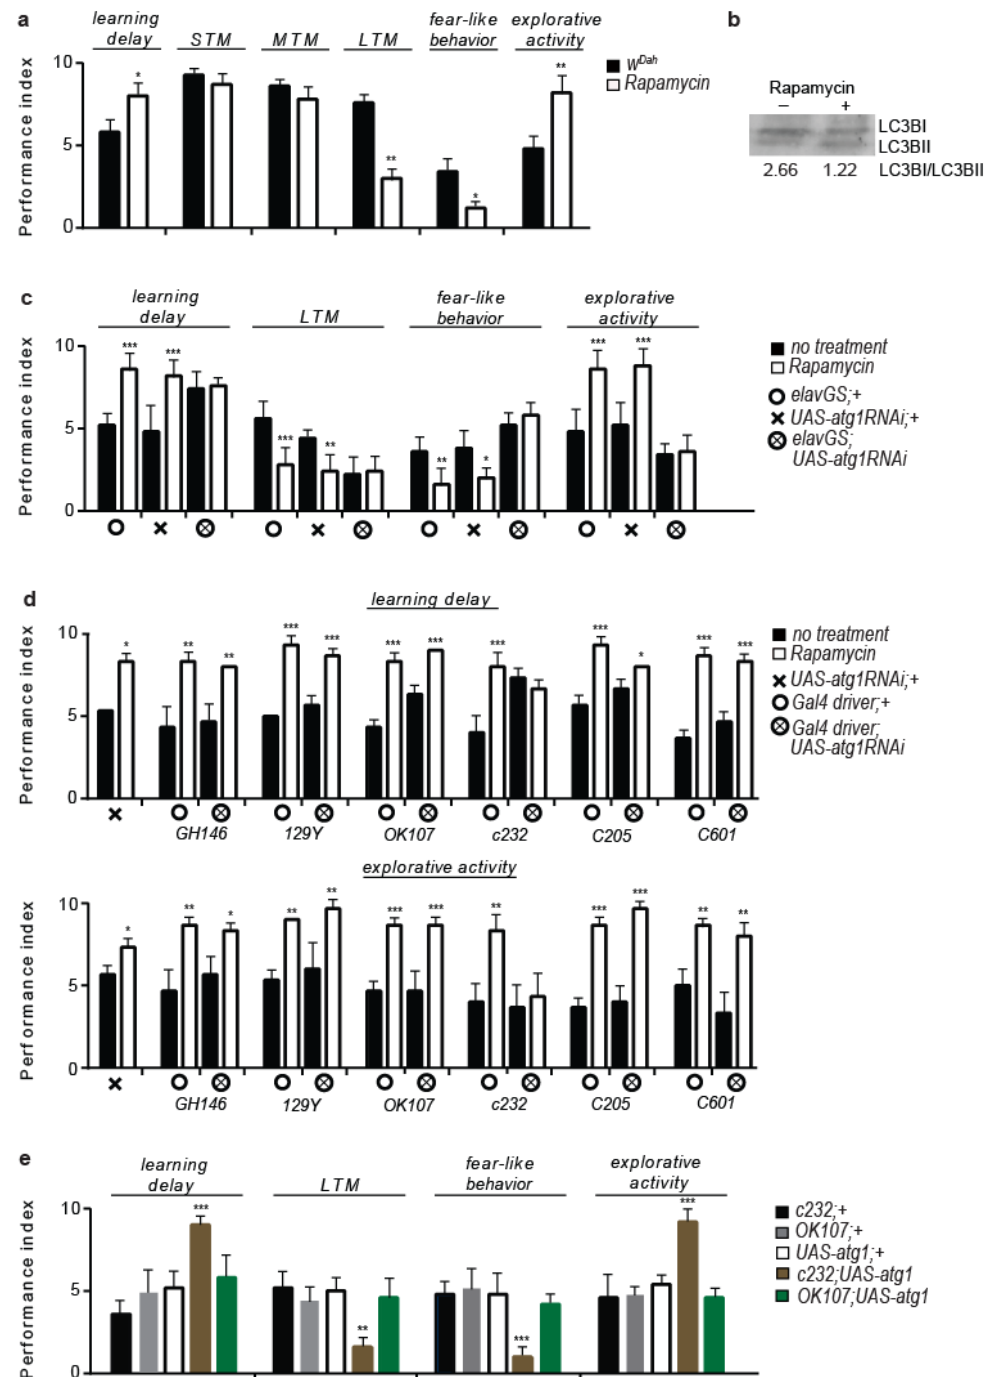 a
learning delay
STM
MTM
LTM
fear-like behavior
explorative activity
Performance index
10
5
0
*
**
*
**
wDah
Rapamycin
b
Rapamycin
– +
LC3BI
LC3BII
2.66 1.22 LC3BI/LC3BII
c
learning delay
LTM
fear-like behavior
explorative activity
Performance index
10
5
0
*** ***
*** **
** *
*** ***
no treatment
Rapamycin
elavGS;+
UAS-atg1RNAi;+
elavGS;
UAS-atg1RNAi
d
learning delay
Performance index
10
5
0
* ** ** *** *** *** *** *** *** * *** ***
GH146 129Y OK107 c232 C205 C601
no treatment
Rapamycin
UAS-atg1RNAi;+
Gal4 driver;+
Gal4 driver;
UAS-atg1RNAi
explorative activity
Performance index
10
5
0
* ** * ** ** *** *** ** *** *** ** **
GH146 129Y OK107 c232 C205 C601
e
learning delay
LTM
fear-like behavior
explorative activity
Performance index
10
5
0
*** ** *** ***
c232;+
OK107;+
UAS-atg1;+
c232;UAS-atg1
OK107;UAS-atg1